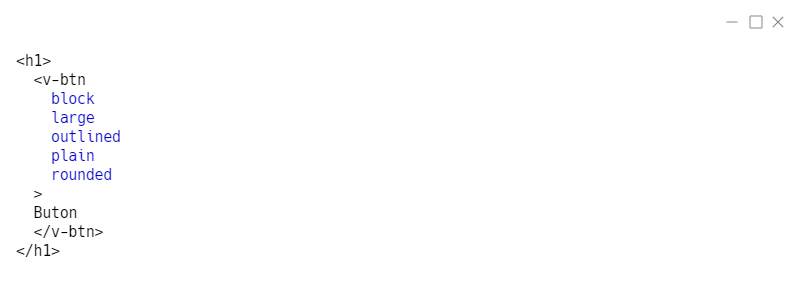 <h1>
  <v-btn
    block
    large
    outlined
    plain
    rounded
  >
  Buton
  </v-btn>
</h1>